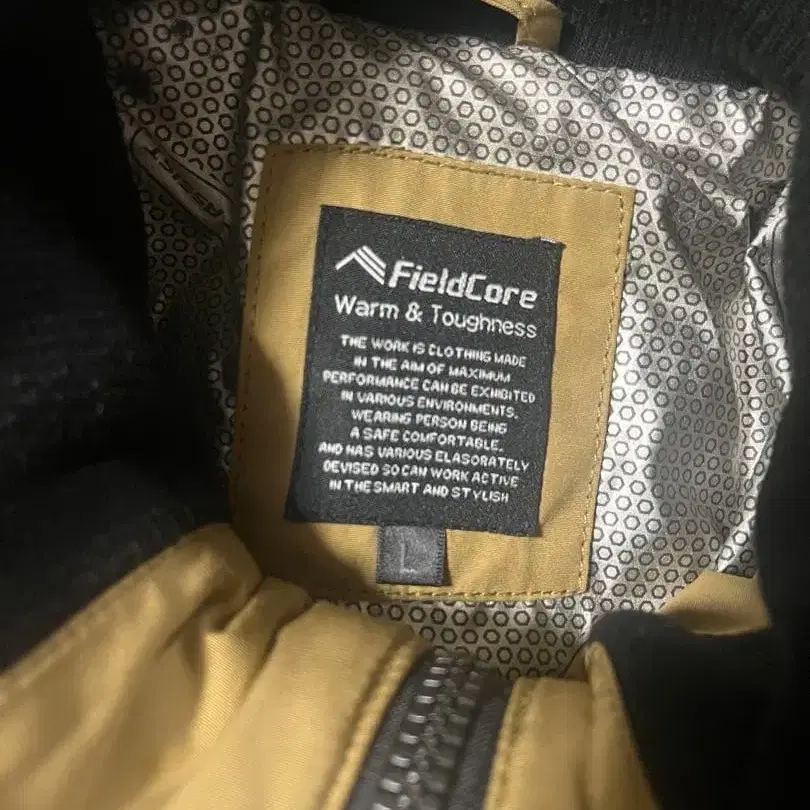 FieldCore
Warm & Toughness
THE WORK IS CLOTHING MADE
IN THE AIM OF MAXIMUM
PERFORMANCE CAN BE EXHIBITED
IN VARIOUS ENVIRONMENTS.
WEARING PERSON BEING
A SAFE COMFORTABLE.
AND HAS VARIOUS ELASORATELY
DEVISED SO CAN WORK ACTIVE
IN THE SMART AND STYLISH
L